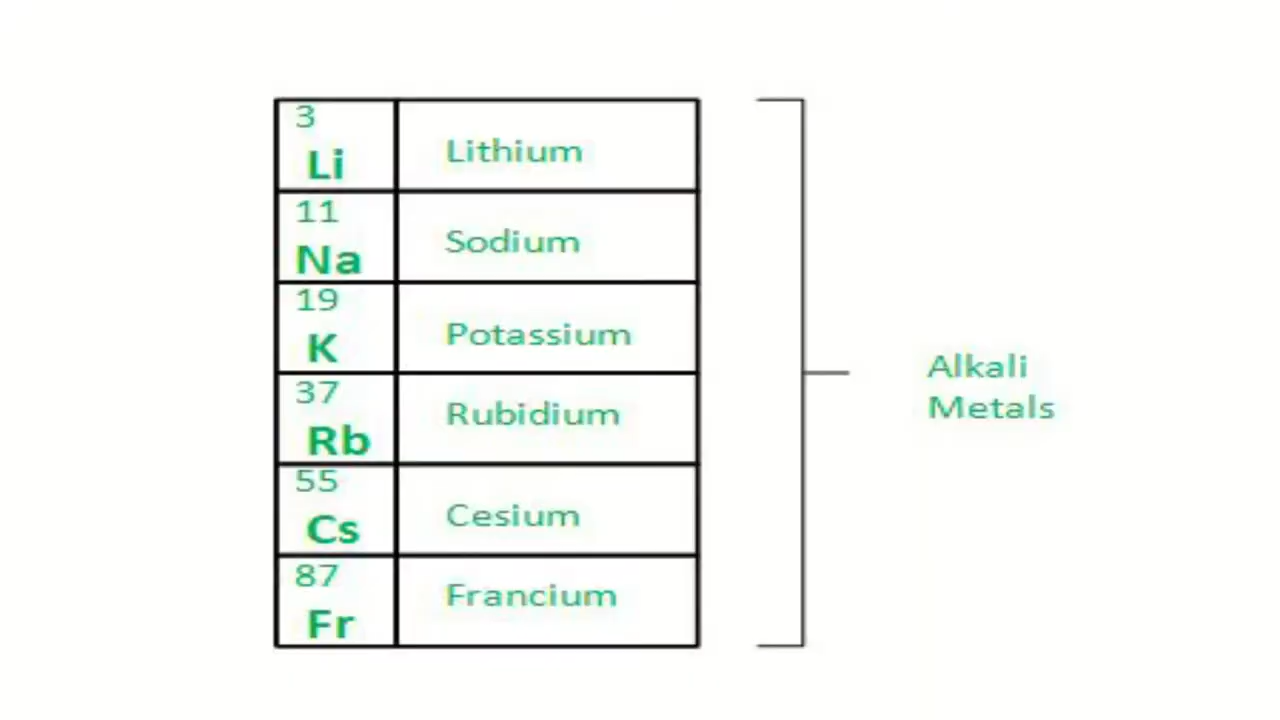 3
Li
Lithium
11
Na
Sodium
19
K
Potassium
37
Rb
Rubidium
55
Cs
Cesium
87
Fr
Francium
Alkali
Metals